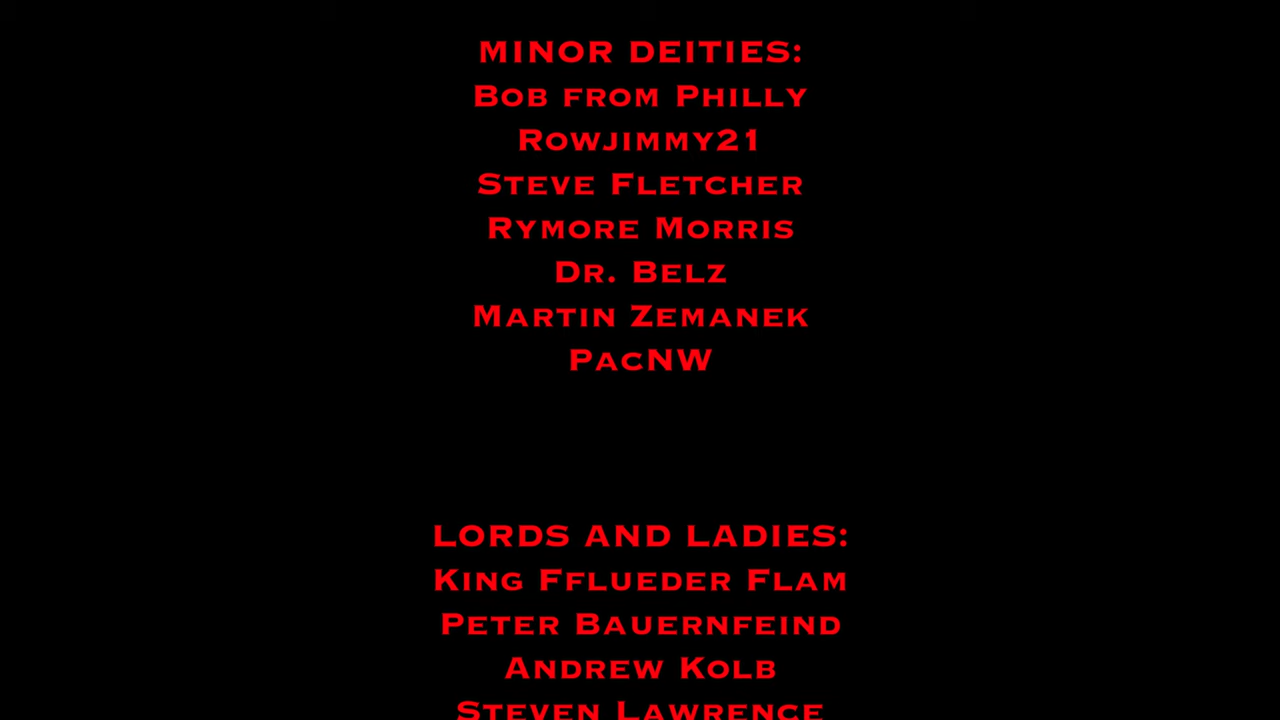 MINOR DEITIES:
Bob from Philly
Rowjimmy21
Steve Fletcher
Rymore Morris
Dr. Belz
Martin Zemanek
PacNW
LORDS AND LADIES:
King Fflueder Flam
Peter Bauernfeind
Andrew Kolb
Steven Lawrence